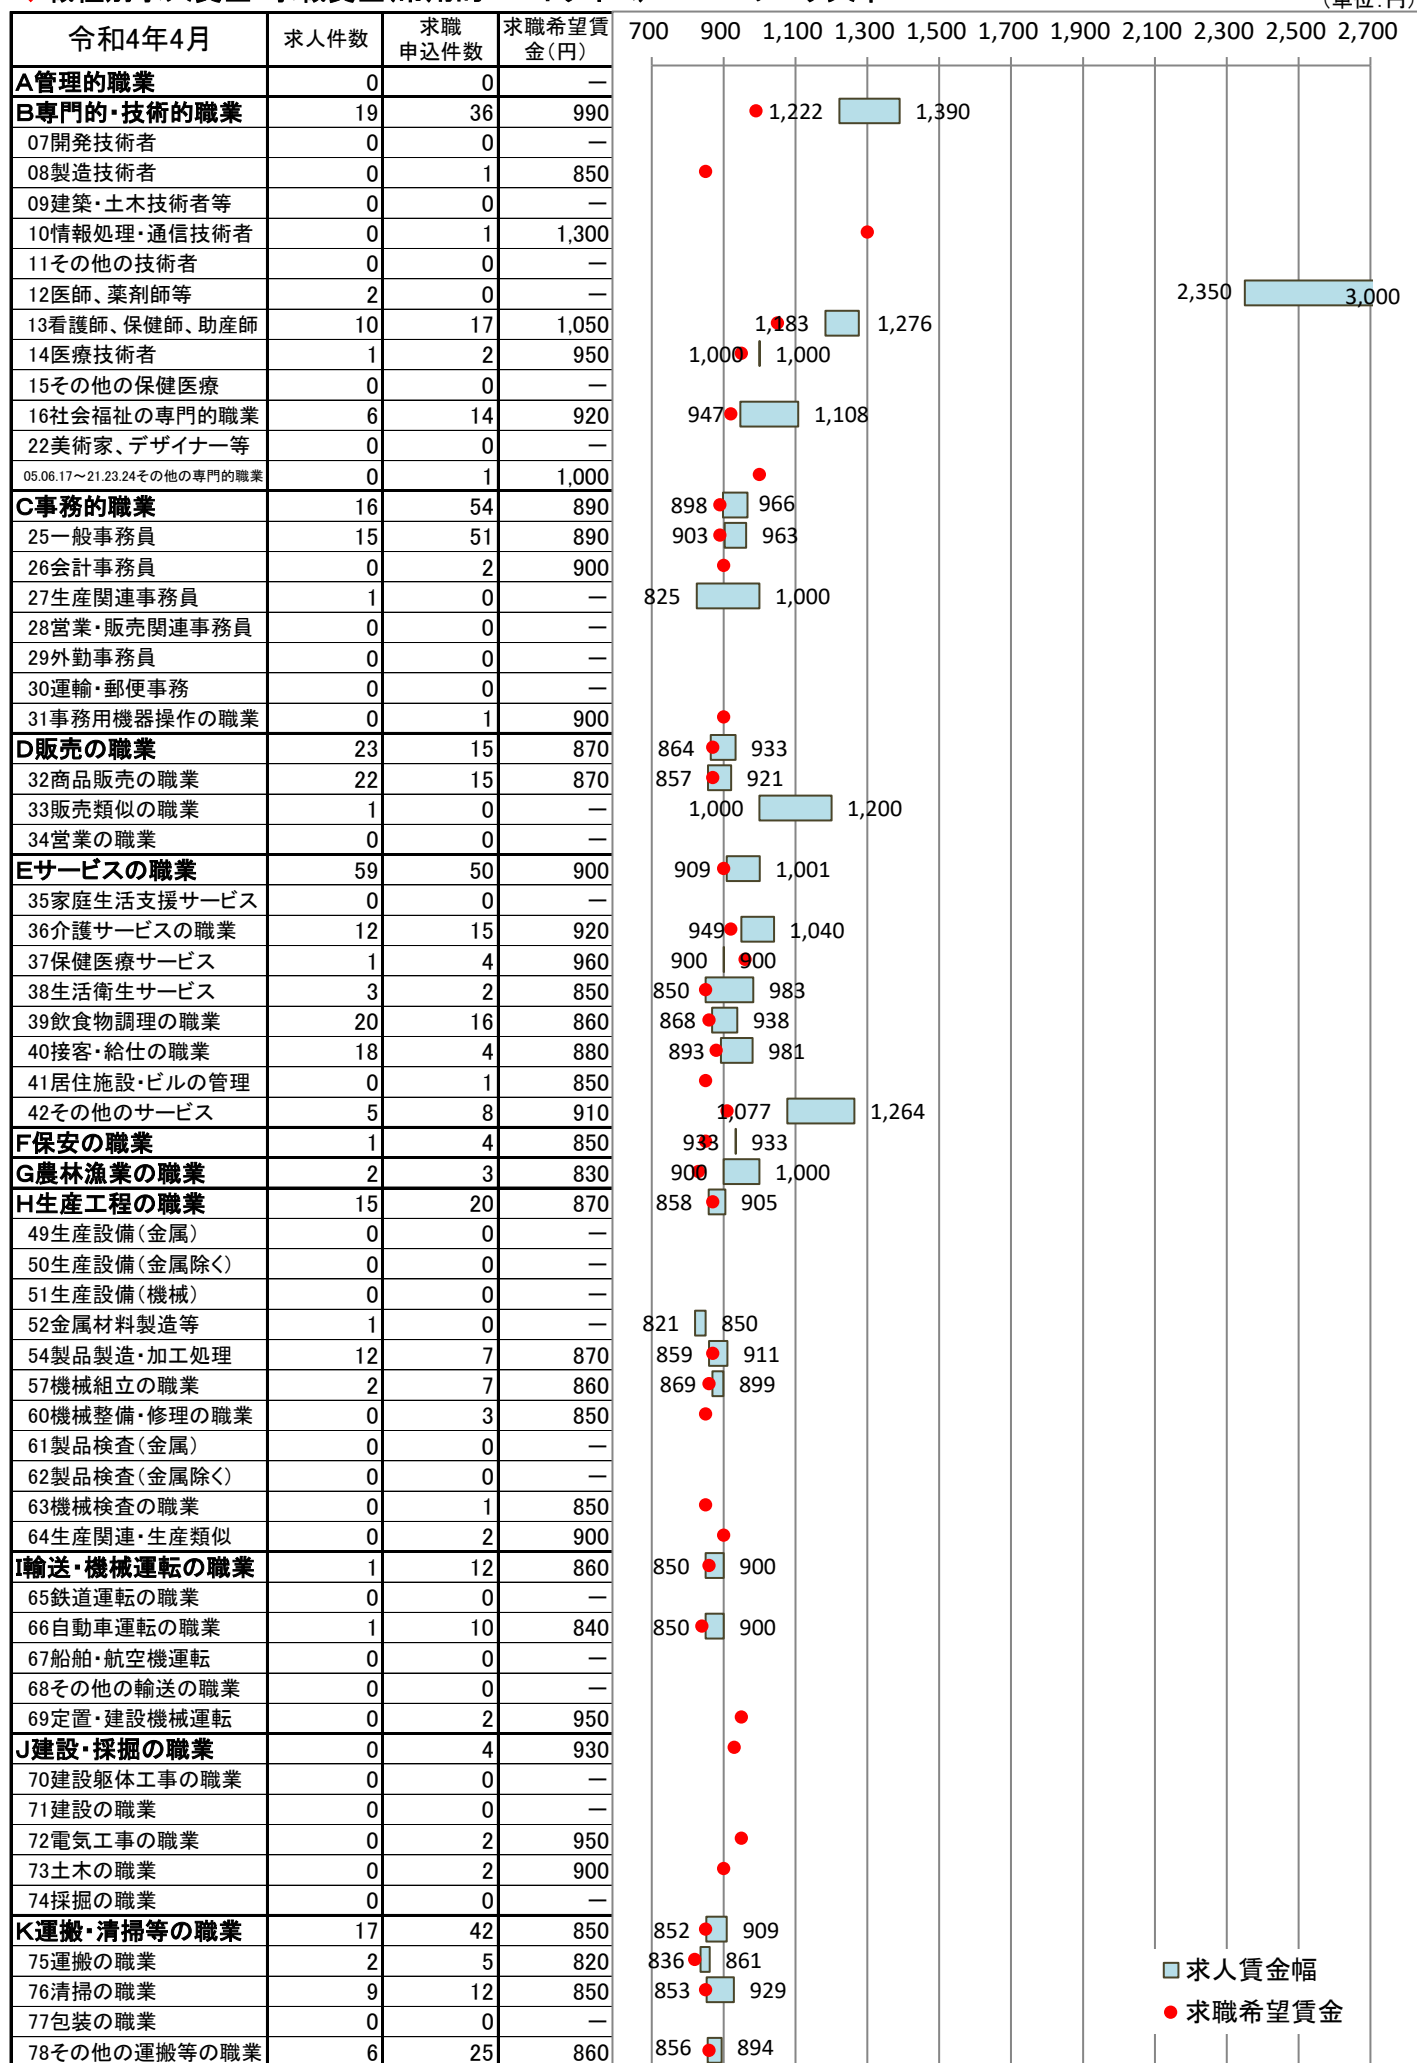 (単位:円)
令和4年4月 求人件数 求職申込件数 求職希望賃金(円) 700 900 1,100 1,300 1,500 1,700 1,900 2,100 2,300 2,500 2,700
A管理的職業 0 0 ―
B専門的・技術的職業 19 36 990 1,222 1,390
07開発技術者 0 0 ―
08製造技術者 0 1 850
09建築・土木技術者等 0 0 ―
10情報処理・通信技術者 0 1 1,300
11その他の技術者 0 0 ―
12医師、薬剤師等 2 0 ― 2,350 3,000
13看護師、保健師、助産師 10 17 1,050 1,183 1,276
14医療技術者 1 2 950 1,000 1,000
15その他の保健医療 0 0 ―
16社会福祉の専門的職業 6 14 920 947 1,108
22美術家、デザイナー等 0 0 ―
05.06.17～21.23.24その他の専門的職業 0 1 1,000
C事務的職業 16 54 890 898 966
25一般事務員 15 51 890 903 963
26会計事務員 0 2 900
27生産関連事務員 1 0 ― 825 1,000
28営業・販売関連事務員 0 0 ―
29外勤事務員 0 0 ―
30運輸・郵便事務 0 0 ―
31事務用機器操作の職業 0 1 900
D販売の職業 23 15 870 864 933
32商品販売の職業 22 15 870 857 921
33販売類似の職業 1 0 ― 1,000 1,200
34営業の職業 0 0 ―
Eサービスの職業 59 50 900 909 1,001
35家庭生活支援サービス 0 0 ―
36介護サービスの職業 12 15 920 949 1,040
37保健医療サービス 1 4 960 900 900
38生活衛生サービス 3 2 850 850 983
39飲食物調理の職業 20 16 860 868 938
40接客・給仕の職業 18 4 880 893 981
41居住施設・ビルの管理 0 1 850
42その他のサービス 5 8 910 1,077 1,264
F保安の職業 1 4 850 933 933
G農林漁業の職業 2 3 830 900 1,000
H生産工程の職業 15 20 870 858 905
49生産設備(金属) 0 0 ―
50生産設備(金属除く) 0 0 ―
51生産設備(機械) 0 0 ―
52金属材料製造等 1 0 ― 821 850
54製品製造・加工処理 12 7 870 859 911
57機械組立の職業 2 7 860 869 899
60機械整備・修理の職業 0 3 850
61製品検査(金属) 0 0 ―
62製品検査(金属除く) 0 0 ―
63機械検査の職業 0 1 850
64生産関連・生産類似 0 2 900
I輸送・機械運転の職業 1 12 860 850 900
65鉄道運転の職業 0 0 ―
66自動車運転の職業 1 10 840 850 900
67船舶・航空機運転 0 0 ―
68その他の輸送の職業 0 0 ―
69定置・建設機械運転 0 2 950
J建設・採掘の職業 0 4 930
70建設躯体工事の職業 0 0 ―
71建設の職業 0 0 ―
72電気工事の職業 0 2 950
73土木の職業 0 2 900
74採掘の職業 0 0 ―
K運搬・清掃等の職業 17 42 850 852 909
75運搬の職業 2 5 820 836 861
76清掃の職業 9 12 850 853 929
77包装の職業 0 0 ―
78その他の運搬等の職業 6 25 860 856 894
求人賃金幅
求職希望賃金